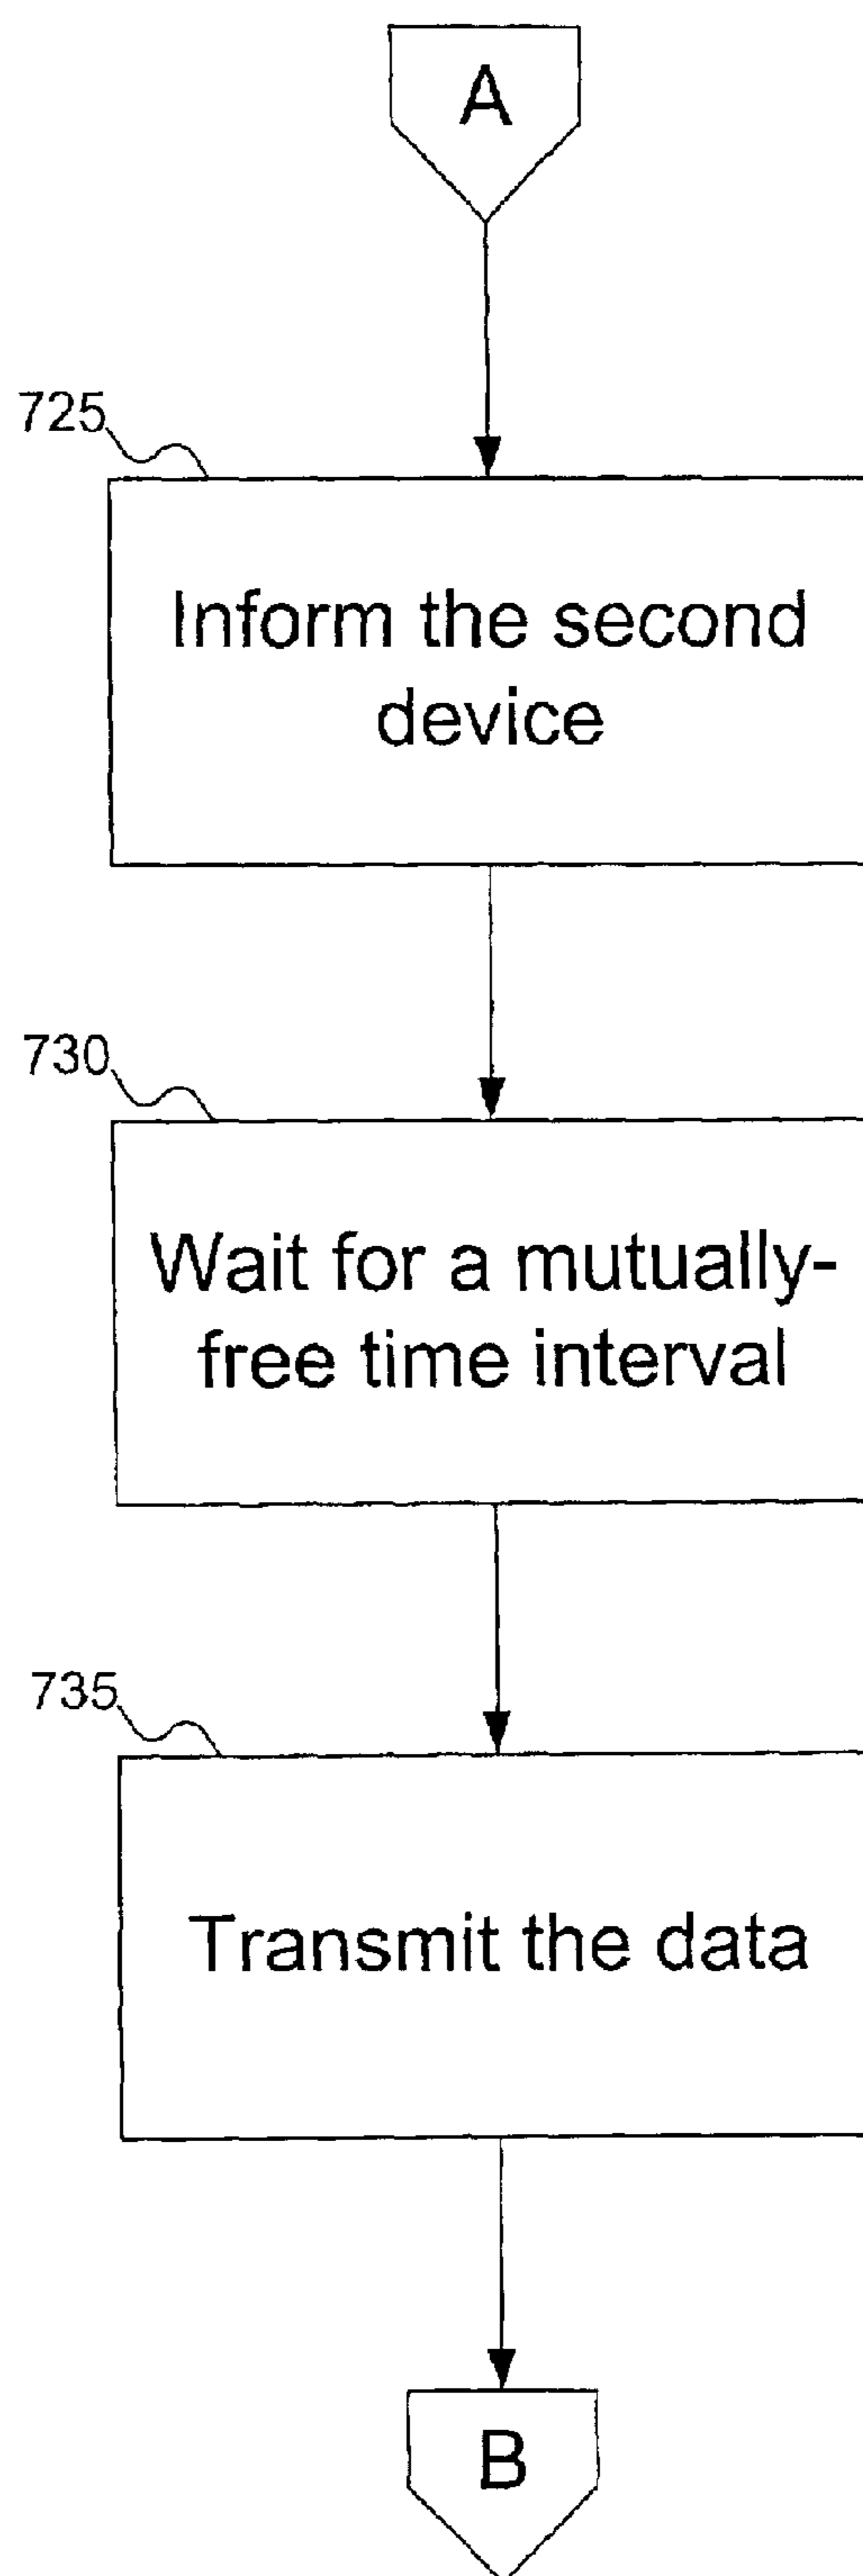 A
725
Inform the second
device
730
Wait for a mutually-
free time interval
735
Transmit the data
B